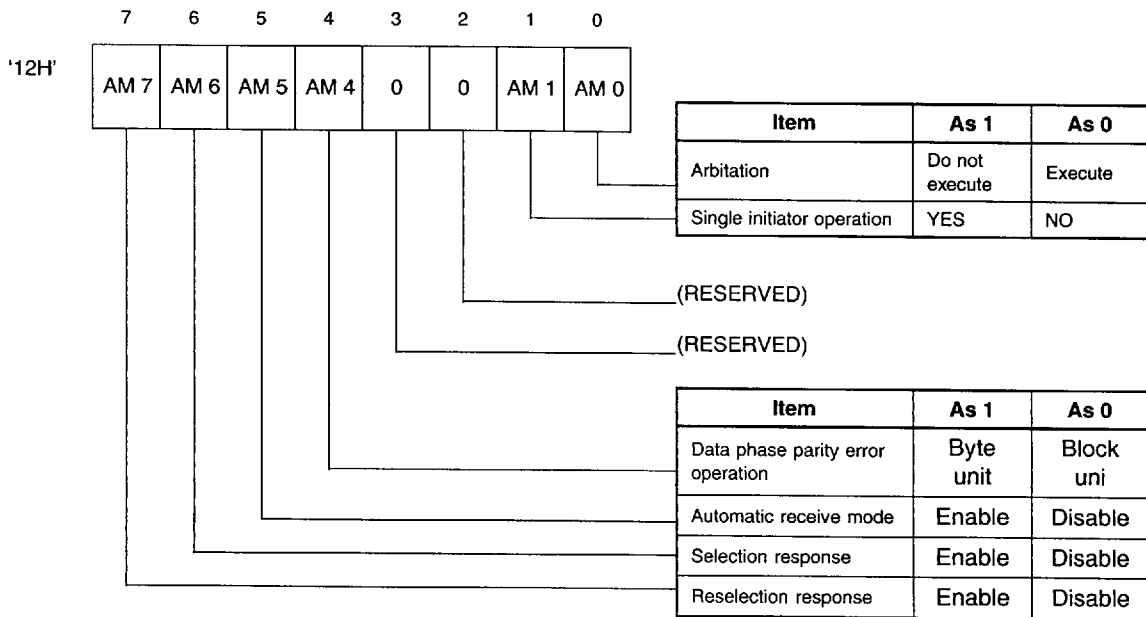 7 6 5 4 3 2 1 0
'12H'
AM 7 AM 6 AM 5 AM 4 0 0 AM 1 AM 0
Item As 1 As 0
Arbitation Do not execute Execute
Single initiator operation YES NO
(RESERVED)
(RESERVED)
Item As 1 As 0
Data phase parity error operation Byte unit Block uni
Automatic receive mode Enable Disable
Selection response Enable Disable
Reselection response Enable Disable